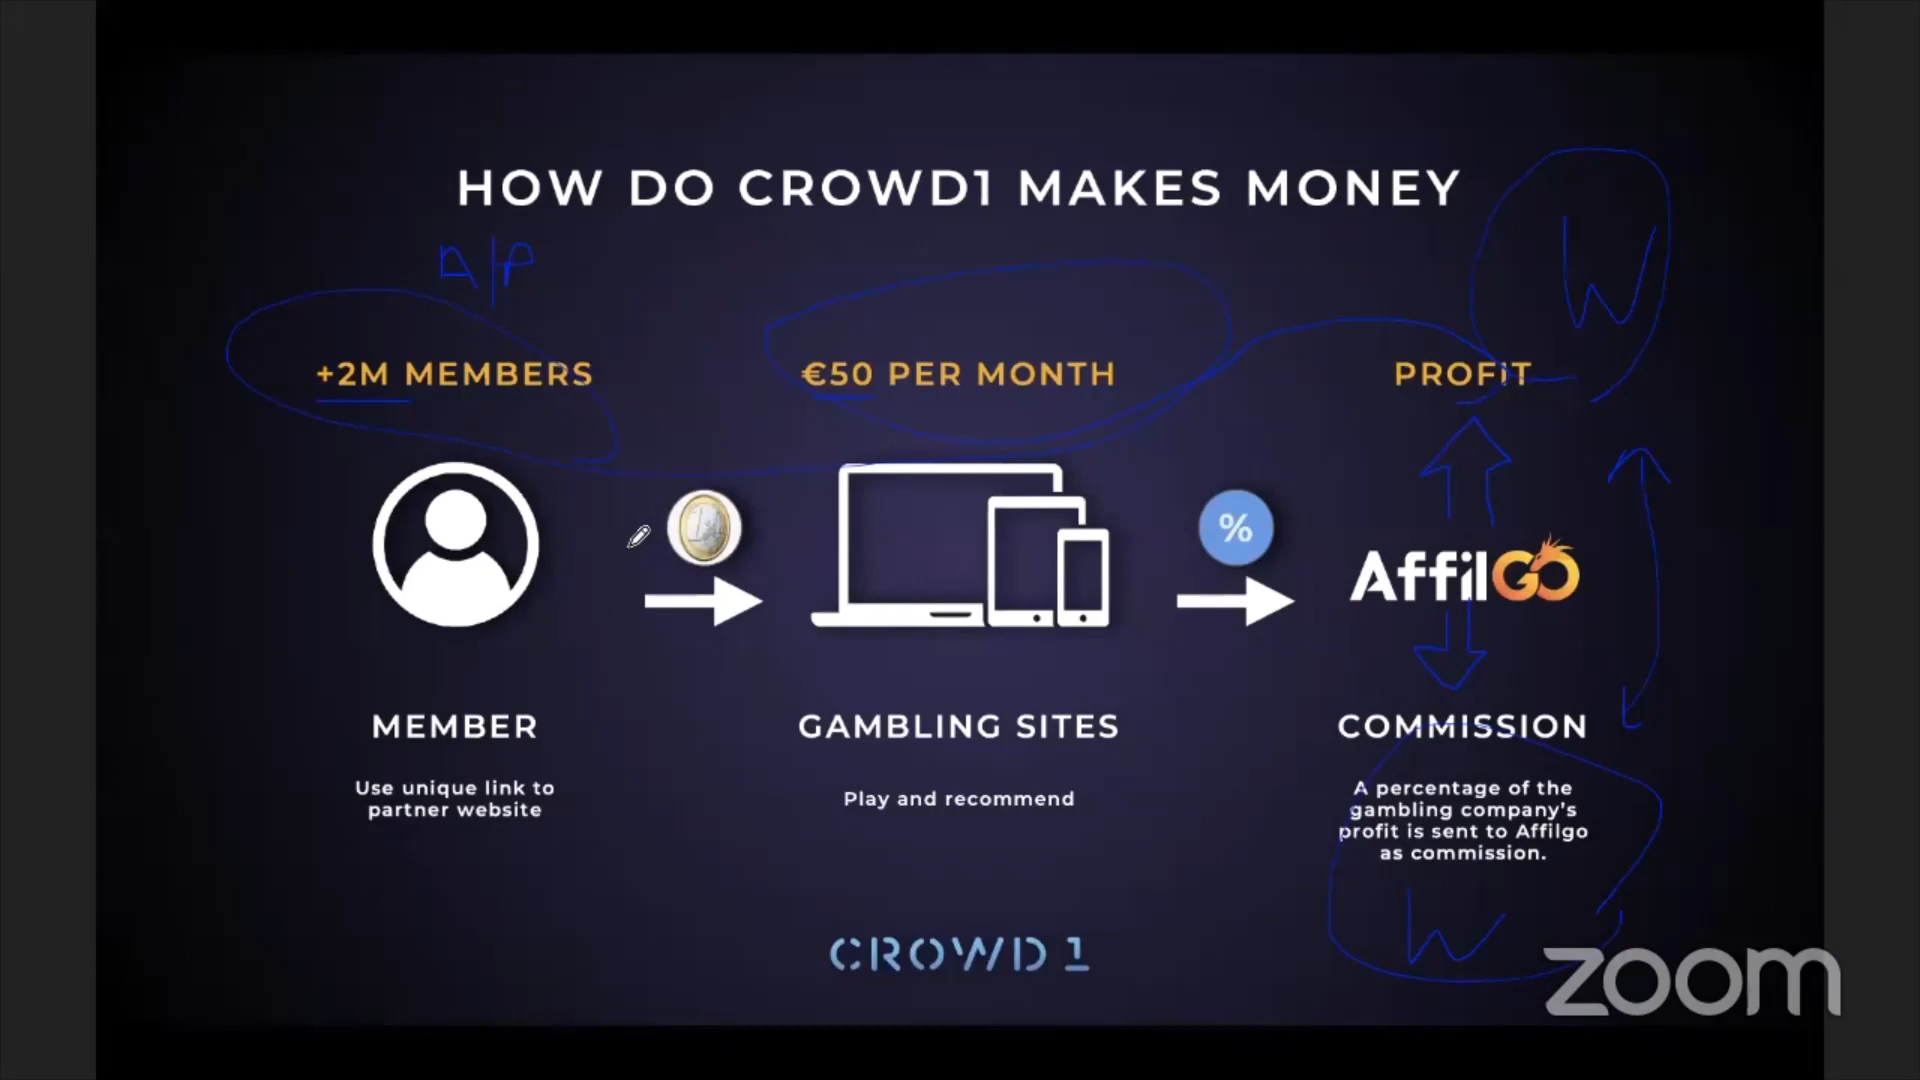 HOW DO CROWD1 MAKES MONEY
W
A/P
+2M MEMBERS
€50 PER MONTH
PROFIT
%
AffilGO
MEMBER
GAMBLING SITES
COMMISSION
Use unique link to
partner website
Play and recommend
A percentage of the
gambling company's
profit is sent to Affilgo
as commission.
W
CROWD 1
zoom